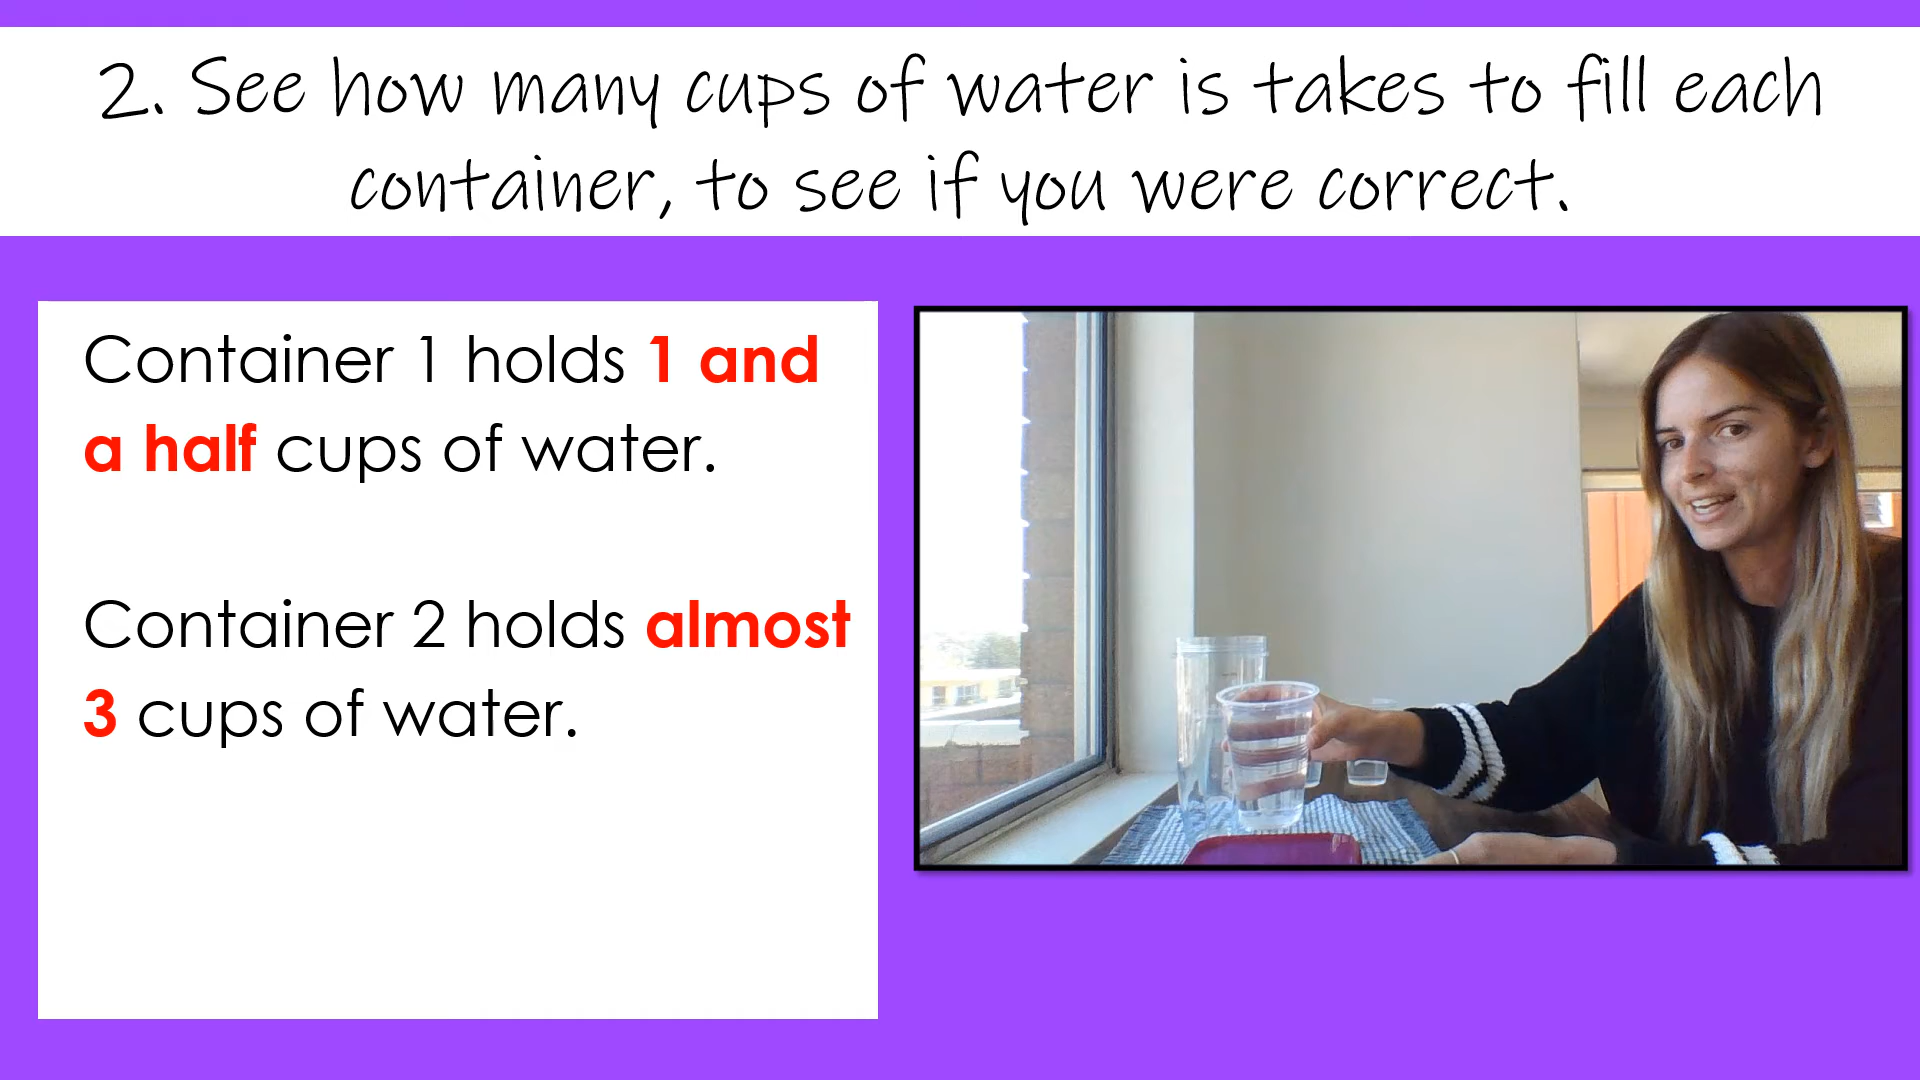 2. See how many cups of water is takes to fill each
container, to see if you were correct.
Container 1 holds 1 and
a half cups of water.
Container 2 holds almost
3 cups of water.